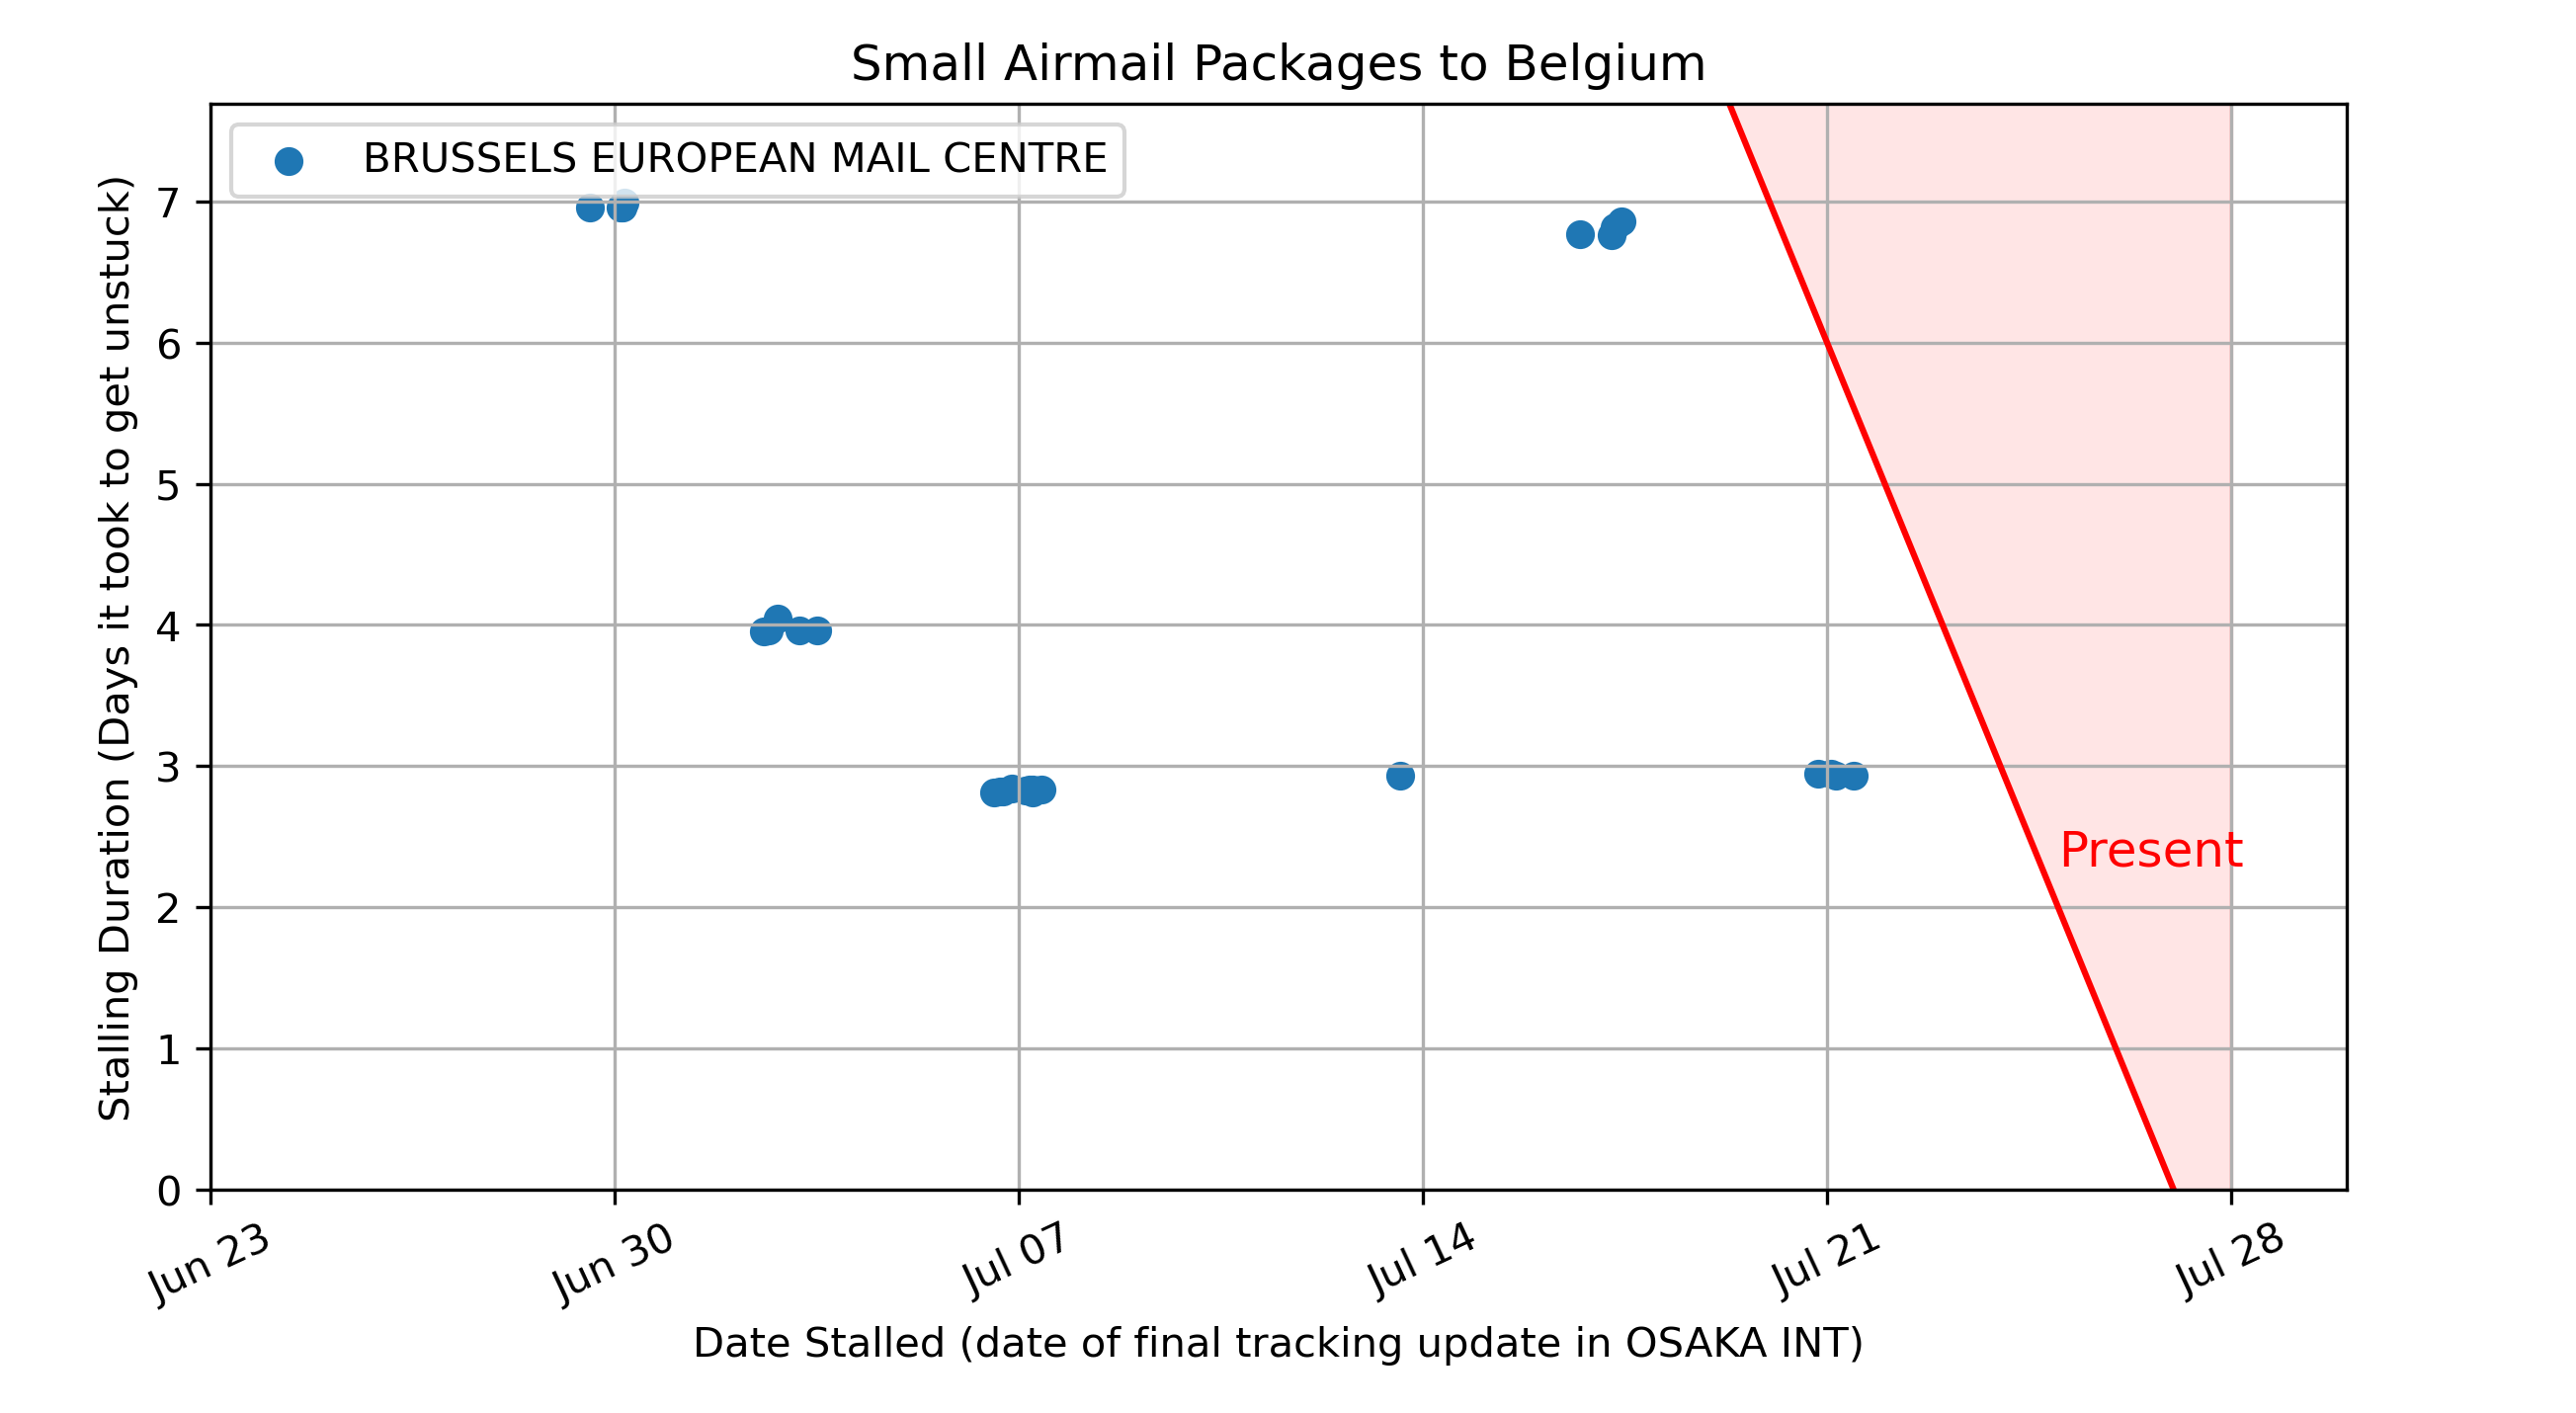 Small Airmail Packages to Belgium
BRUSSELS EUROPEAN MAIL CENTRE
Stalling Duration (Days it took to get unstuck)
7
6
5
4
3
2
1
0
Present
Jun 23
Jun 30
Jul 07
Jul 14
Jul 21
Jul 28
Date Stalled (date of final tracking update in OSAKA INT)